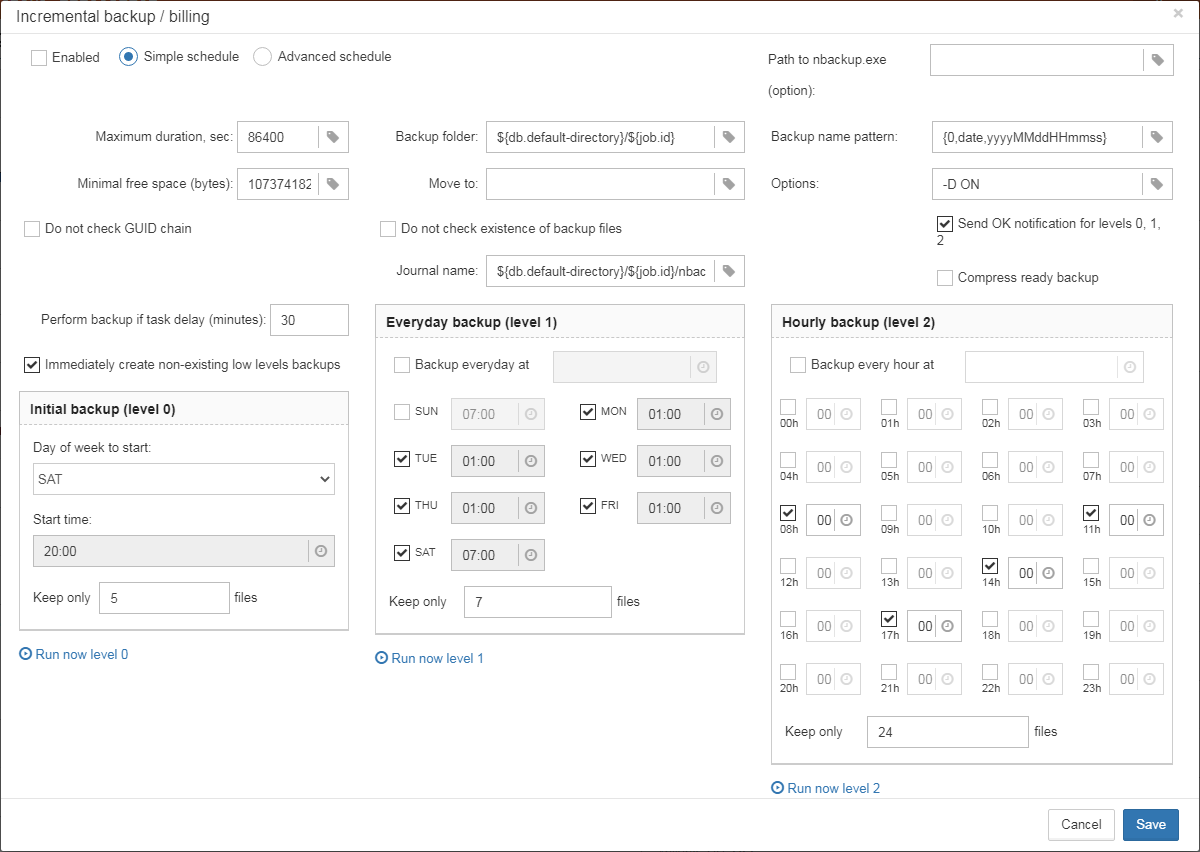 Incremental backup / billing
Enabled Simple schedule Advanced schedule
Path to nbackup.exe
(option):
Maximum duration, sec: 86400
Backup folder: ${db.default-directory}/${job.id}
Backup name pattern: {0,date,yyyyMMddHHmmss}
Minimal free space (bytes): 107374182
Move to:
Options: -D ON
Do not check GUID chain
Do not check existence of backup files
Send OK notification for levels 0, 1,
2
Journal name: ${db.default-directory}/${job.id}/nbac
Compress ready backup
Perform backup if task delay (minutes): 30
Immediately create non-existing low levels backups
Initial backup (level 0)
Day of week to start:
SAT
Start time:
20:00
Keep only 5 files
Run now level 0
Everyday backup (level 1)
Backup everyday at
SUN 07:00 MON 01:00
TUE 01:00 WED 01:00
THU 01:00 FRI 01:00
SAT 07:00
Keep only 7 files
Run now level 1
Hourly backup (level 2)
Backup every hour at
00h 00 01h 00 02h 00 03h 00
04h 00 05h 00 06h 00 07h 00
08h 00 09h 00 10h 00 11h 00
12h 00 13h 00 14h 00 15h 00
16h 00 17h 00 18h 00 19h 00
20h 00 21h 00 22h 00 23h 00
Keep only 24 files
Run now level 2
Cancel Save